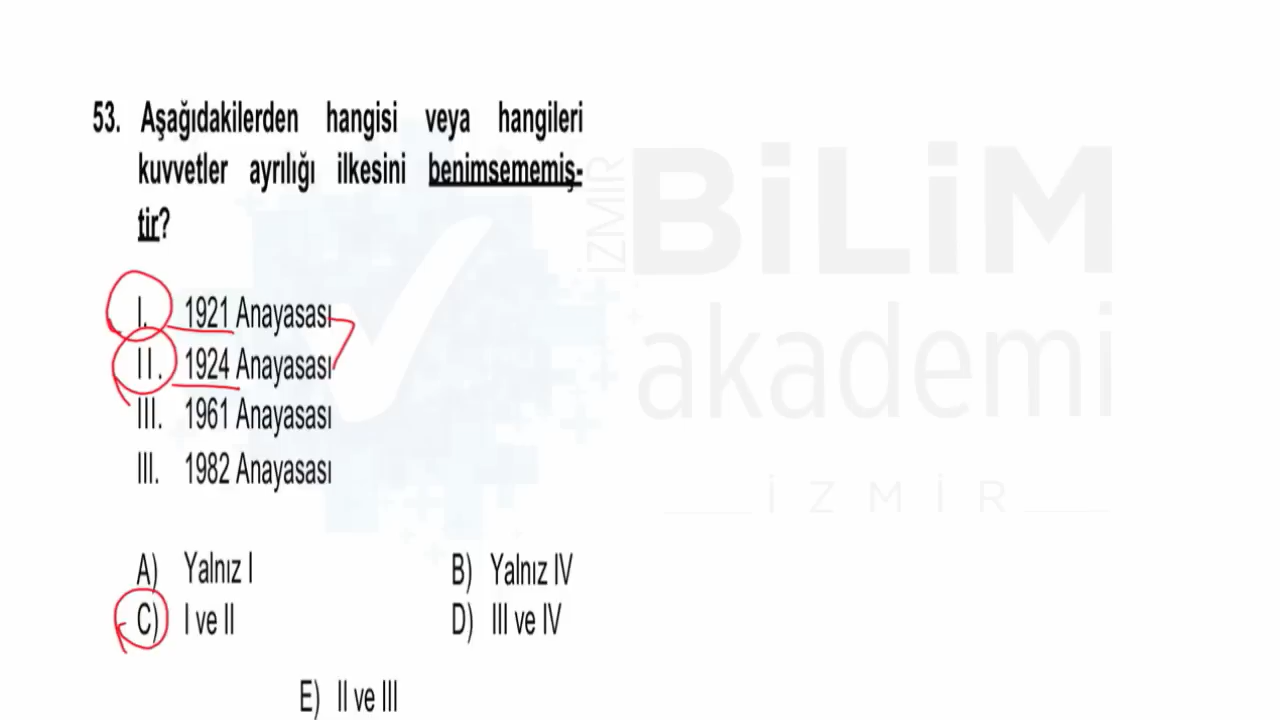 53. Aşağıdakilerden hangisi veya hangileri
kuvvetler ayrılığı ilkesini benimsememiş-
tir?
I. 1921 Anayasası
II. 1924 Anayasası
III. 1961 Anayasası
III. 1982 Anayasası
A) Yalnız I B) Yalnız IV
C) I ve II D) III ve IV
E) II ve III
İZMİR BiLiM
akademi
İZMİR